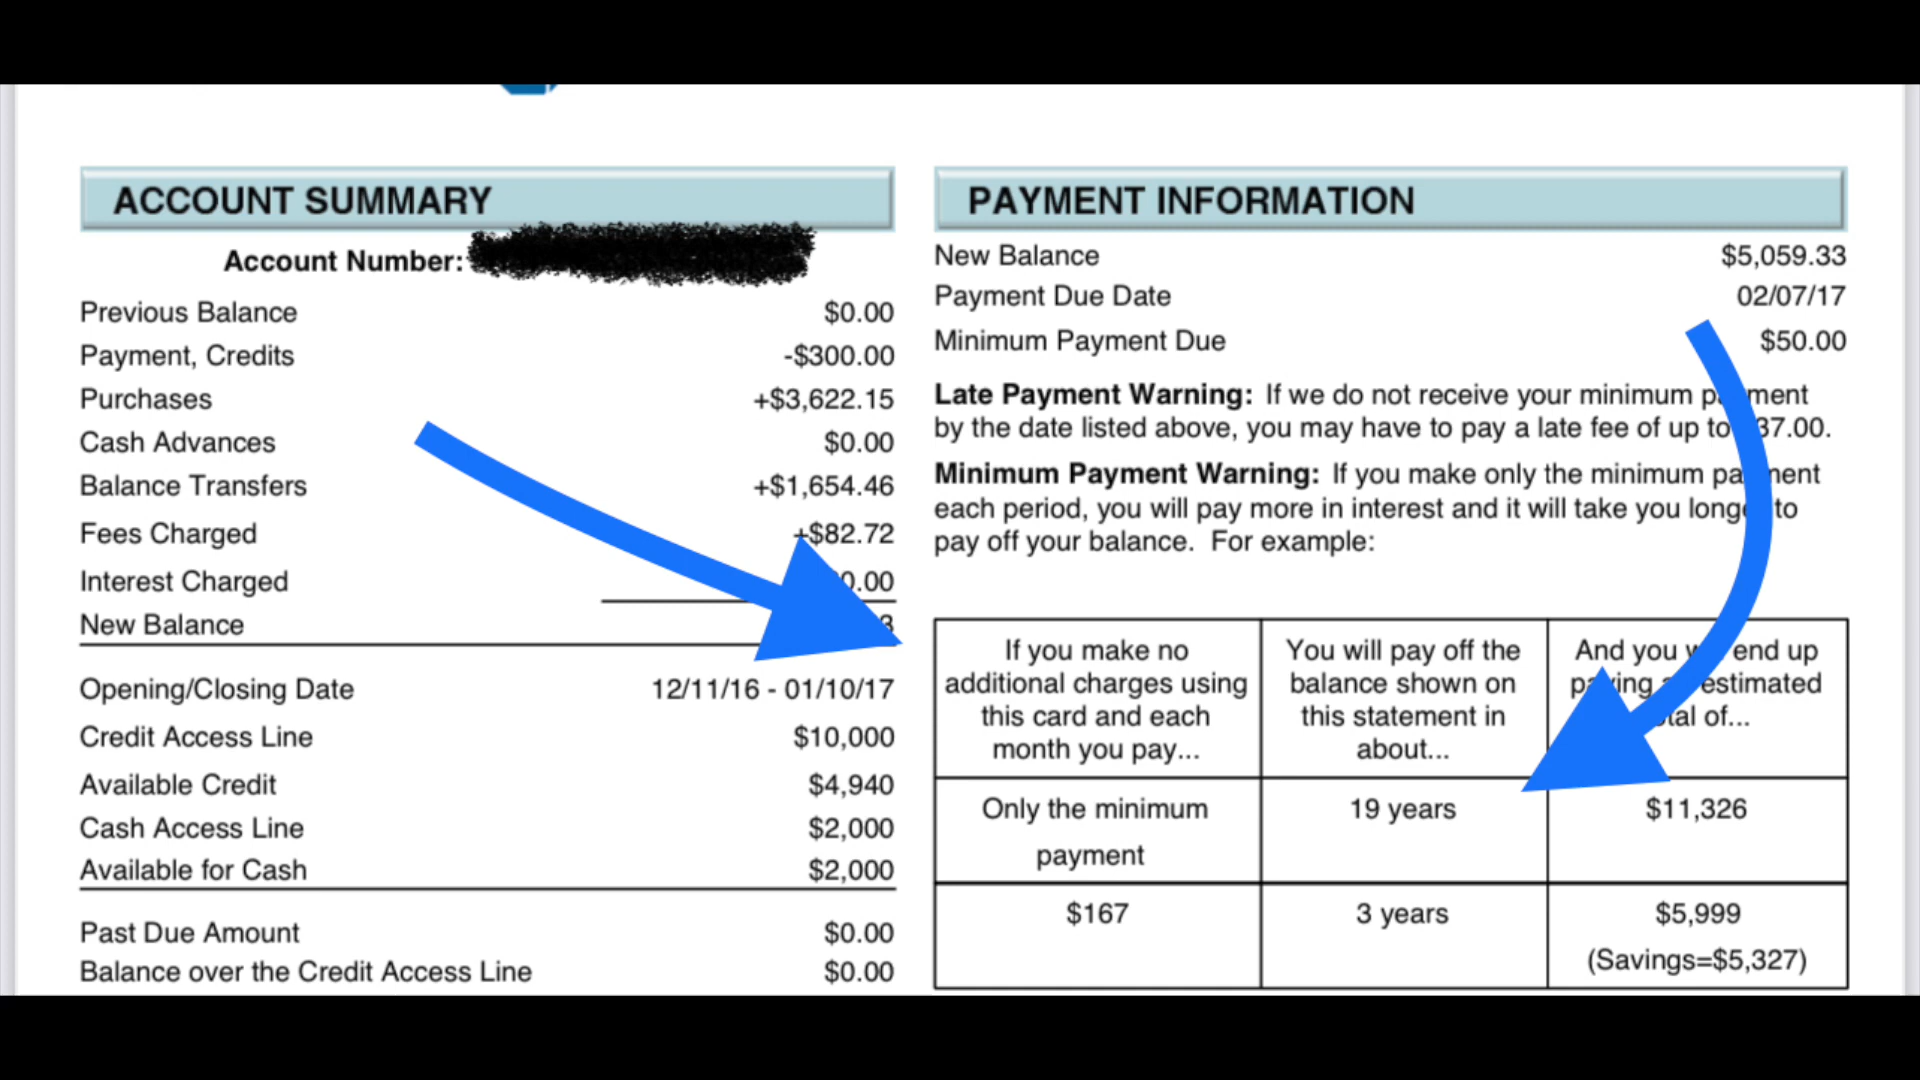 ACCOUNT SUMMARY
Account Number:
Previous Balance $0.00
Payment, Credits -$300.00
Purchases +$3,622.15
Cash Advances $0.00
Balance Transfers +$1,654.46
Fees Charged +$82.72
Interest Charged
New Balance
Opening/Closing Date 12/11/16 - 01/10/17
Credit Access Line $10,000
Available Credit $4,940
Cash Access Line $2,000
Available for Cash $2,000
Past Due Amount $0.00
Balance over the Credit Access Line $0.00
PAYMENT INFORMATION
New Balance $5,059.33
Payment Due Date 02/07/17
Minimum Payment Due $50.00
Late Payment Warning: If we do not receive your minimum payment
by the date listed above, you may have to pay a late fee of up to
Minimum Payment Warning: If you make only the minimum payment
each period, you will pay more in interest and it will take you longer to
pay off your balance. For example:
If you make no
additional charges using
this card and each
month you pay...
You will pay off the
balance shown on
this statement in
about...
And you will end up
paying an estimated
total of...
Only the minimum
payment
19 years
$11,326
$167
3 years
$5,999
(Savings=$5,327)